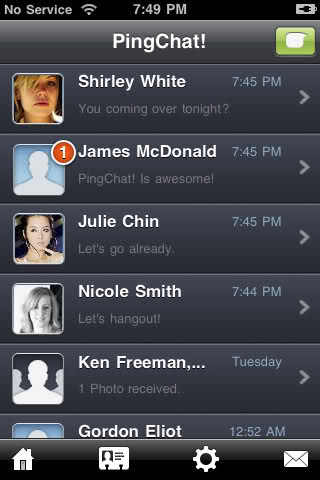 No Service 7:49 PM
PingChat!
Shirley White 7:45 PM
You coming over tonight?
1
James McDonald 7:45 PM
PingChat! Is awesome!
Julie Chin 7:45 PM
Let's go already.
Nicole Smith 7:44 PM
Let's hangout!
Ken Freeman,... Tuesday
1 Photo received.
Gordon Eliot 12:52 AM